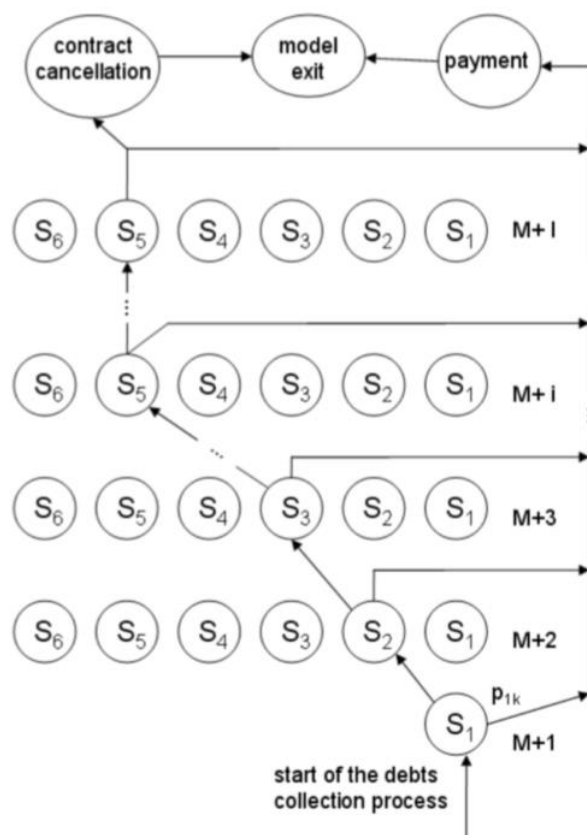 contract
cancellation
model
exit
payment
S6 S5 S4 S3 S2 S1 M+ I
...
S6 S5 S4 S3 S2 S1 M+ i
...
S6 S5 S4 S3 S2 S1 M+3
S6 S5 S4 S3 S2 S1 M+2
p1k
S1
M+1
start of the debts
collection process